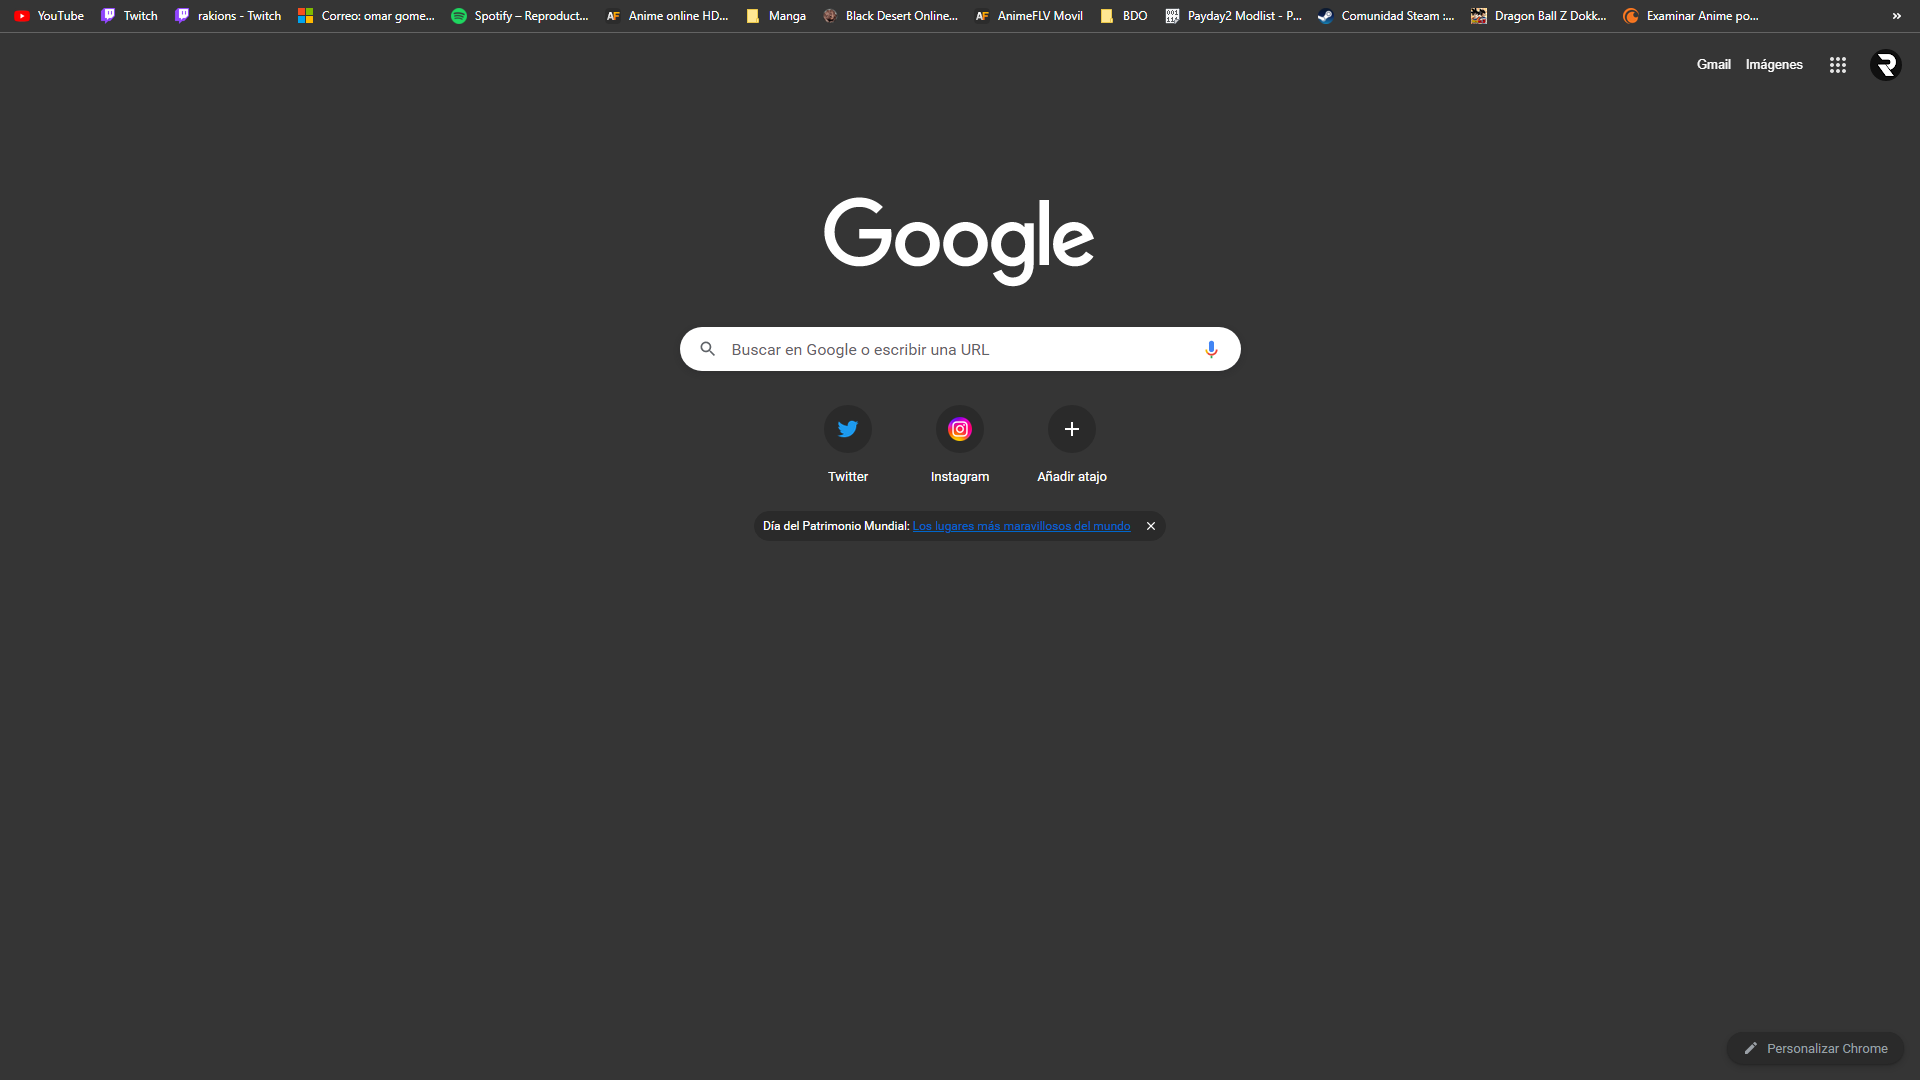 YouTube Twitch rakions - Twitch Correo: omar gome... Spotify – Reproduct... AF Anime online HD... Manga Black Desert Online... AF AnimeFLV Movil BDO Payday2 Modlist - P... Comunidad Steam :... Dragon Ball Z Dokk... Examinar Anime po... »
Gmail Imágenes
Google
Buscar en Google o escribir una URL
Twitter Instagram Añadir atajo
Día del Patrimonio Mundial: Los lugares más maravillosos del mundo
Personalizar Chrome